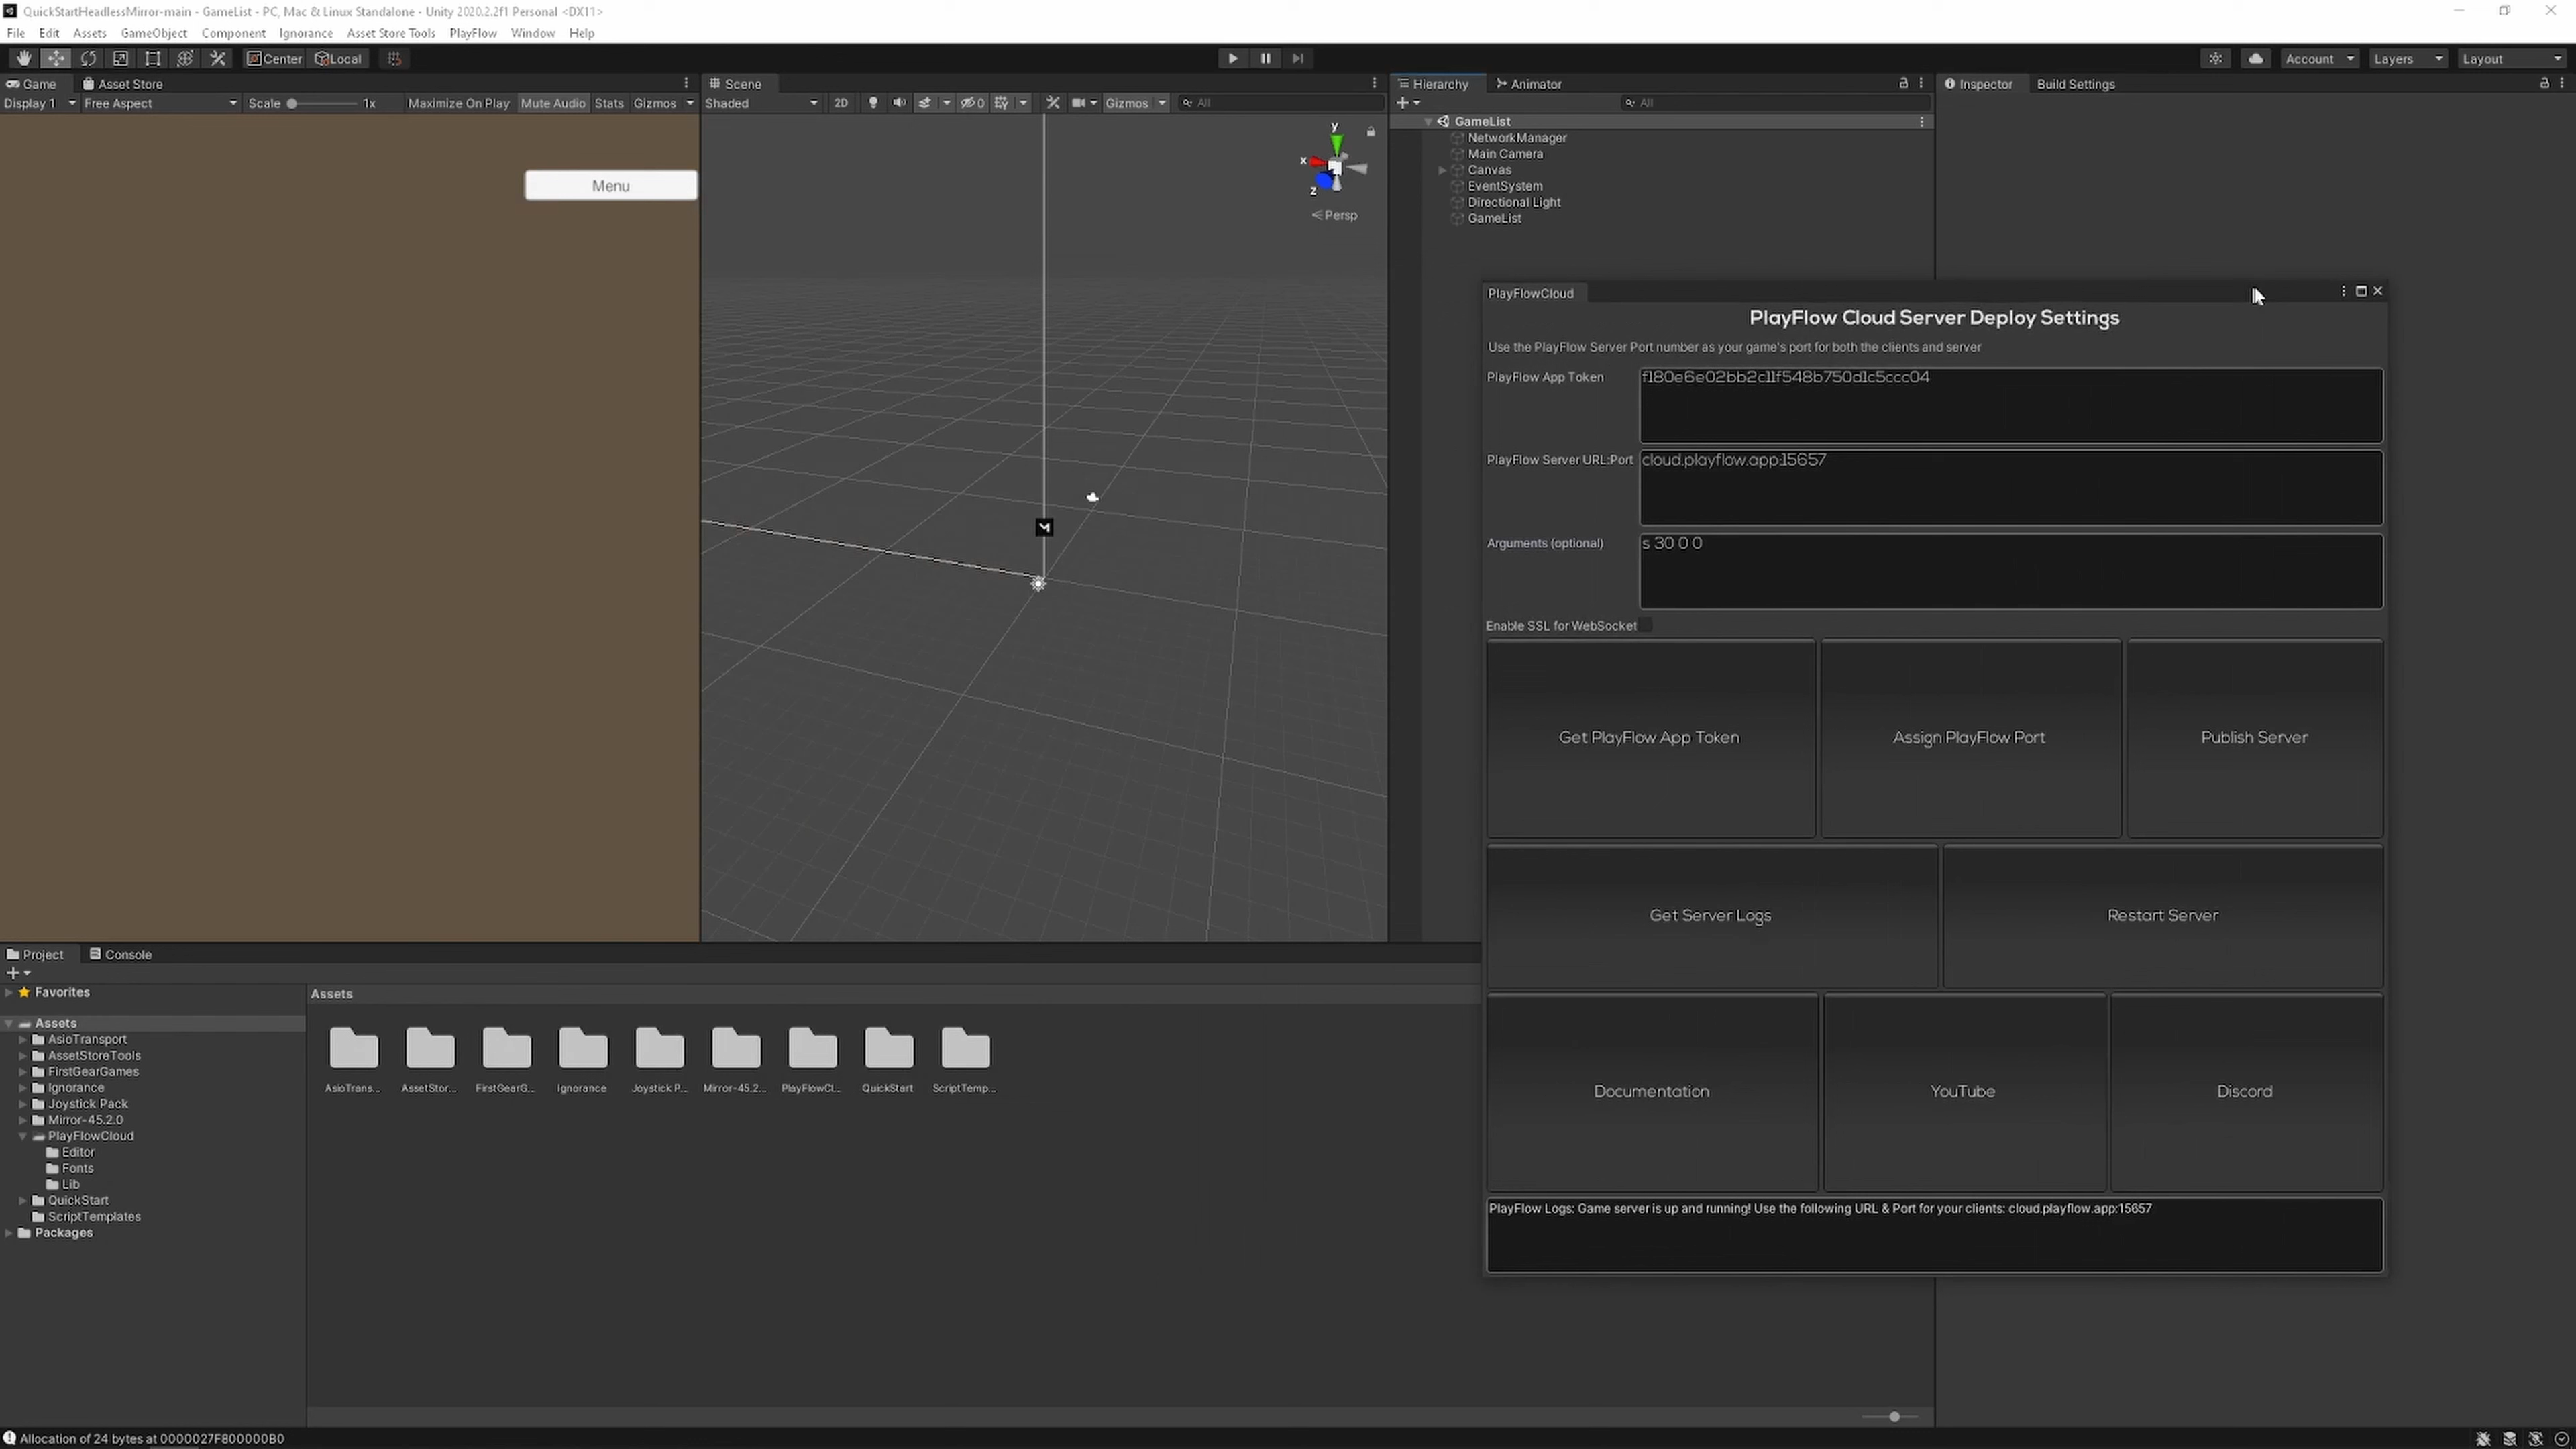 QuickStartHeadlessMirror-main - GameList - PC, Mac & Linux Standalone - Unity 2020.2.2f1 Personal <DX11>
File Edit Assets GameObject Component Ignorance Asset Store Tools PlayFlow Window Help
Center Local Account Layers Layout
Game Asset Store Scene Hierarchy Animator Inspector Build Settings
Display 1 Free Aspect Scale 1x Maximize On Play Mute Audio Stats Gizmos Shaded 2D 0 Gizmos All All
GameList
NetworkManager
Main Camera
Canvas
EventSystem
Directional Light
GameList
Menu
y
x
z
Persp
PlayFlowCloud
PlayFlow Cloud Server Deploy Settings
Use the PlayFlow Server Port number as your game's port for both the clients and server
PlayFlow App Token f180e6e02bb2c11f548b750d1c5ccc04
PlayFlow Server URL:Port cloud.playflow.app:15657
Arguments (optional) s 30 0 0
Enable SSL for WebSocket
Get PlayFlow App Token Assign PlayFlow Port Publish Server
Get Server Logs Restart Server
Documentation YouTube Discord
PlayFlow Logs: Game server is up and running! Use the following URL & Port for your clients: cloud.playflow.app:15657
Project Console
Favorites
Assets
AsioTransport
AssetStoreTools
FirstGearGames
Ignorance
Joystick Pack
Mirror-45.2.0
PlayFlowCloud
Editor
Fonts
Lib
QuickStart
ScriptTemplates
Packages
Assets
AsioTrans... AssetStor... FirstGearG... Ignorance Joystick P... Mirror-45.2... PlayFlowCl... QuickStart ScriptTemp...
Allocation of 24 bytes at 0000027F800000B0